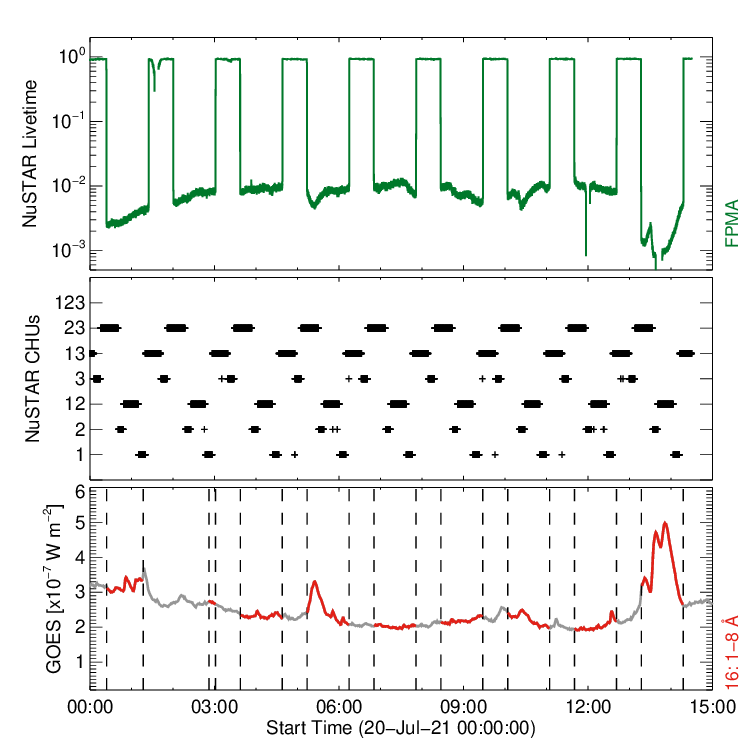 NuSTAR Livetime
10⁰
10⁻¹
10⁻²
10⁻³
FPMA
NuSTAR CHUs
123
23
13
3
12
2
1
GOES [x10⁻⁷ W m⁻²]
6
5
4
3
2
1
16: 1–8 Å
00:00 03:00 06:00 09:00 12:00 15:00
Start Time (20–Jul–21 00:00:00)